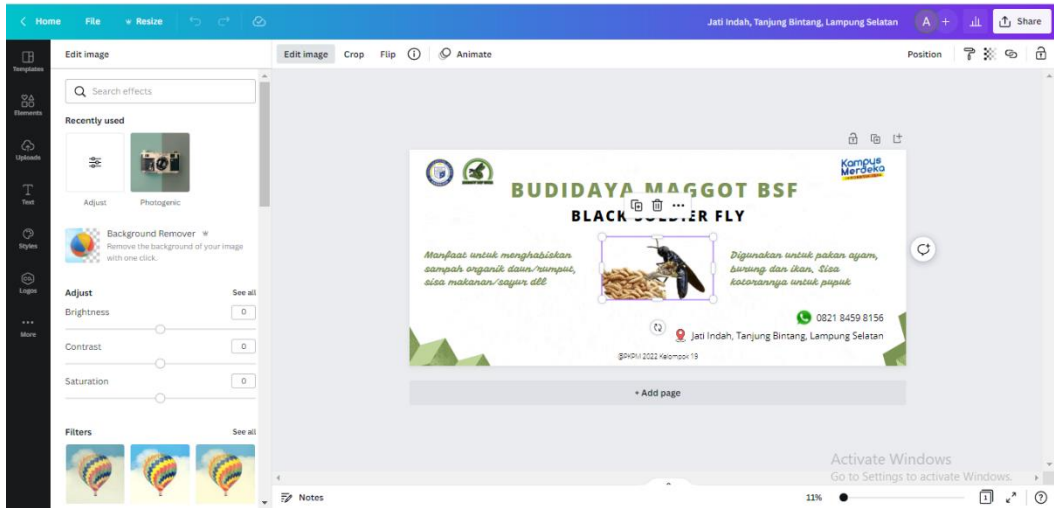 Home File Resize
Jati Indah, Tanjung Bintang, Lampung Selatan
A + Share
Templates
Elements
Uploads
Text
Styles
Logos
More
Edit image
Search effects
Recently used
Adjust Photogenic
Background Remover
Remove the background of your image
with one click.
Adjust See all
Brightness 0
Contrast 0
Saturation 0
Filters See all
Edit image Crop Flip Animate Position
Kampus
Merdeka
BUDIDAYA MAGGOT BSF
BLACK SOLDIER FLY
Manfaat untuk menghabiskan
sampah organik daun/rumput,
sisa makanan/sayur dll
Digunakan untuk pakan ayam,
burung dan ikan, Sisa
kotorannya untuk pupuk
0821 8459 8156
Jati Indah, Tanjung Bintang, Lampung Selatan
@PKPM 2022 Kelompok 19
+ Add page
Activate Windows
Go to Settings to activate Windows.
Notes
11%
1